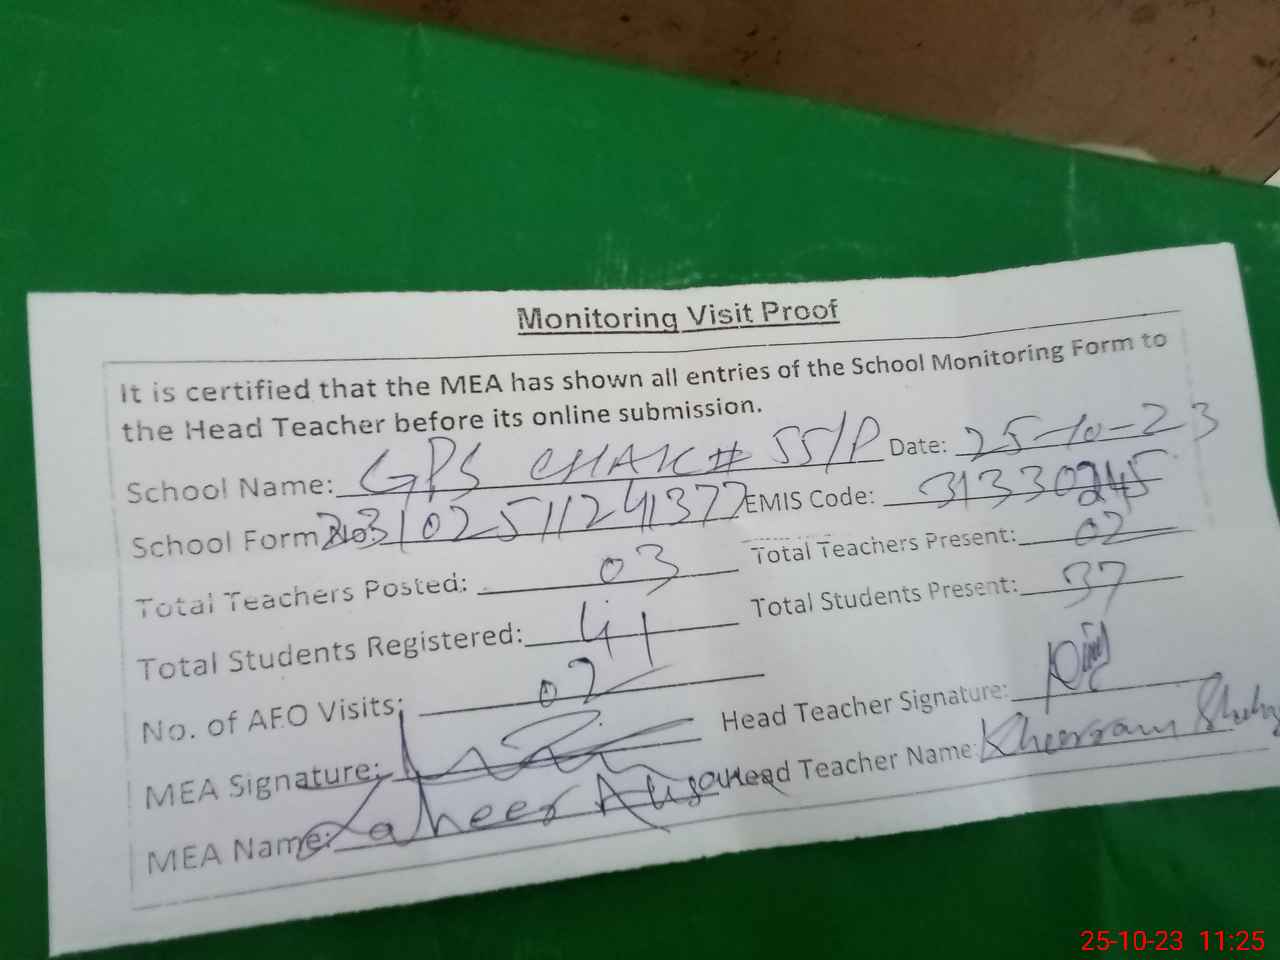 Monitoring Visit Proof
It is certified that the MEA has shown all entries of the School Monitoring Form to
the Head Teacher before its online submission.
School Name: GPS CHAK # 55/P Date: 25-10-23
School Form No 3102511241377 EMIS Code: 31330245
Total Teachers Posted: 03 Total Teachers Present: 02
Total Students Registered: 41 Total Students Present: 37
No. of AEO Visits: 02
MEA Signature: Head Teacher Signature:
MEA Name: Zaheer Head Teacher Name:
25-10-23 11:25